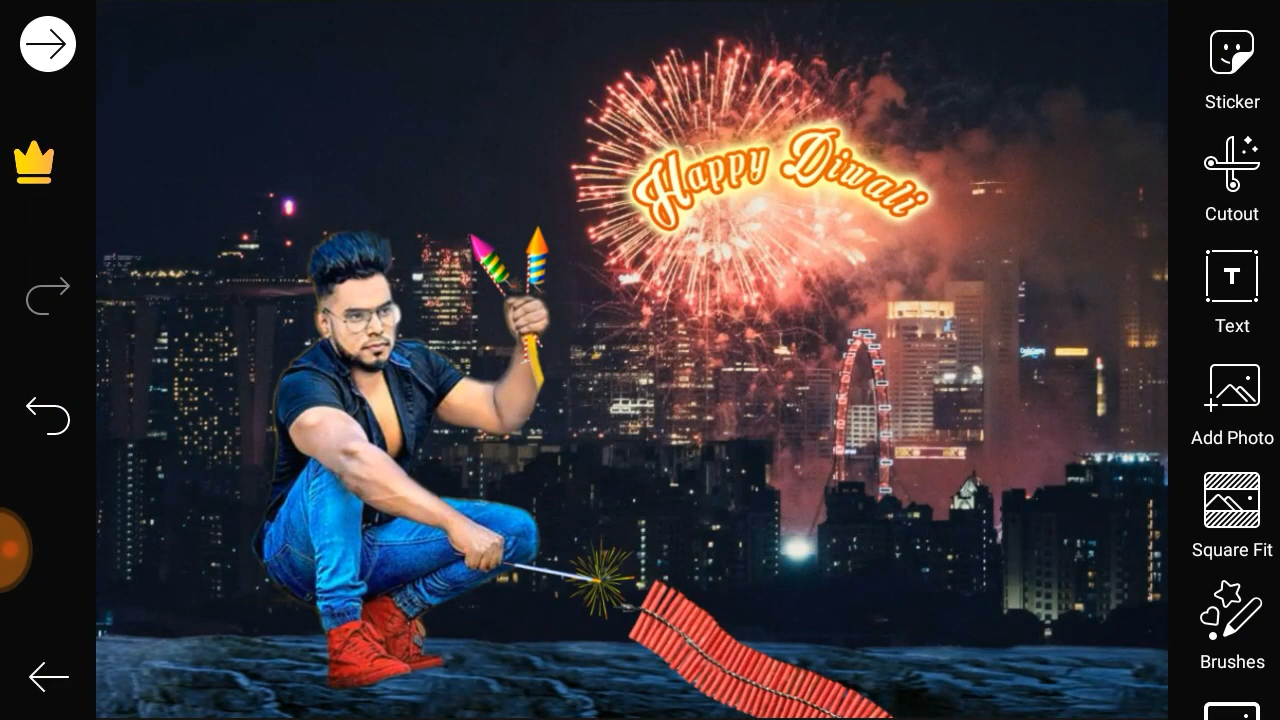 Happy Diwali
Sticker
Cutout
T
Text
Add Photo
Square Fit
Brushes